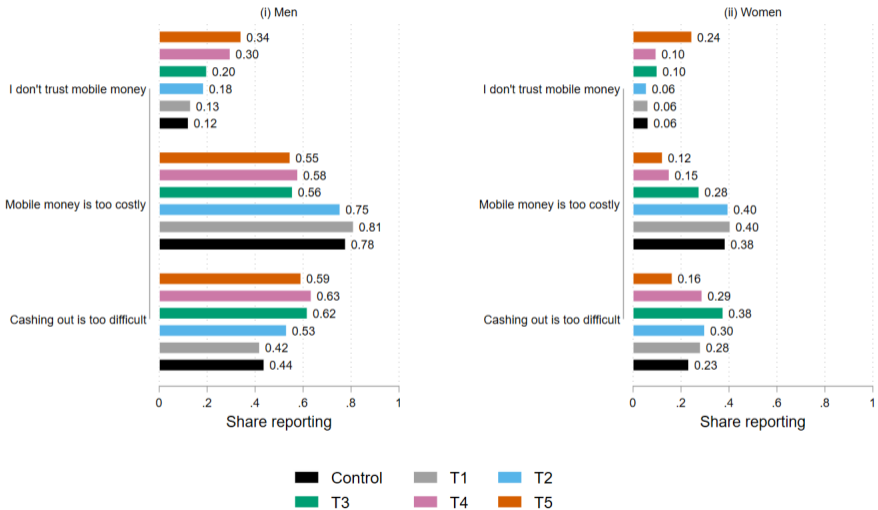 (i) Men
0.34
0.30
0.20
I don't trust mobile money
0.18
0.13
0.12
0.55
0.58
0.56
Mobile money is too costly
0.75
0.81
0.78
0.59
0.63
0.62
Cashing out is too difficult
0.53
0.42
0.44
0 .2 .4 .6 .8 1
Share reporting
(ii) Women
0.24
0.10
0.10
I don't trust mobile money
0.06
0.06
0.06
0.12
0.15
0.28
Mobile money is too costly
0.40
0.40
0.38
0.16
0.29
0.38
Cashing out is too difficult
0.30
0.28
0.23
0 .2 .4 .6 .8 1
Share reporting
Control T1 T2
T3 T4 T5